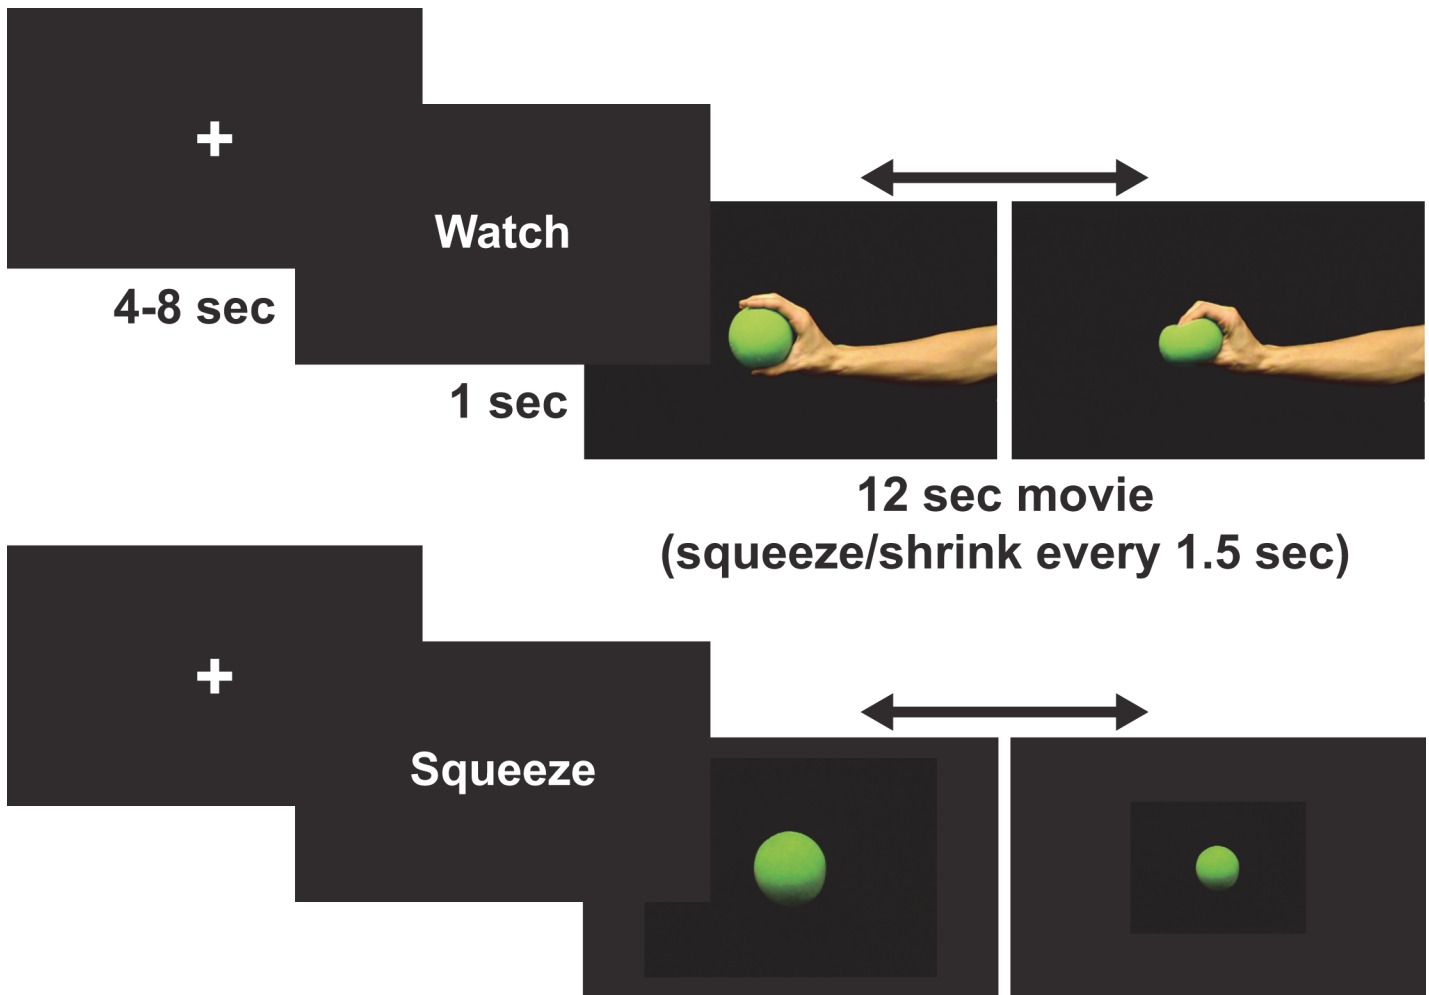 +
Watch
4-8 sec
1 sec
12 sec movie
(squeeze/shrink every 1.5 sec)
+
Squeeze